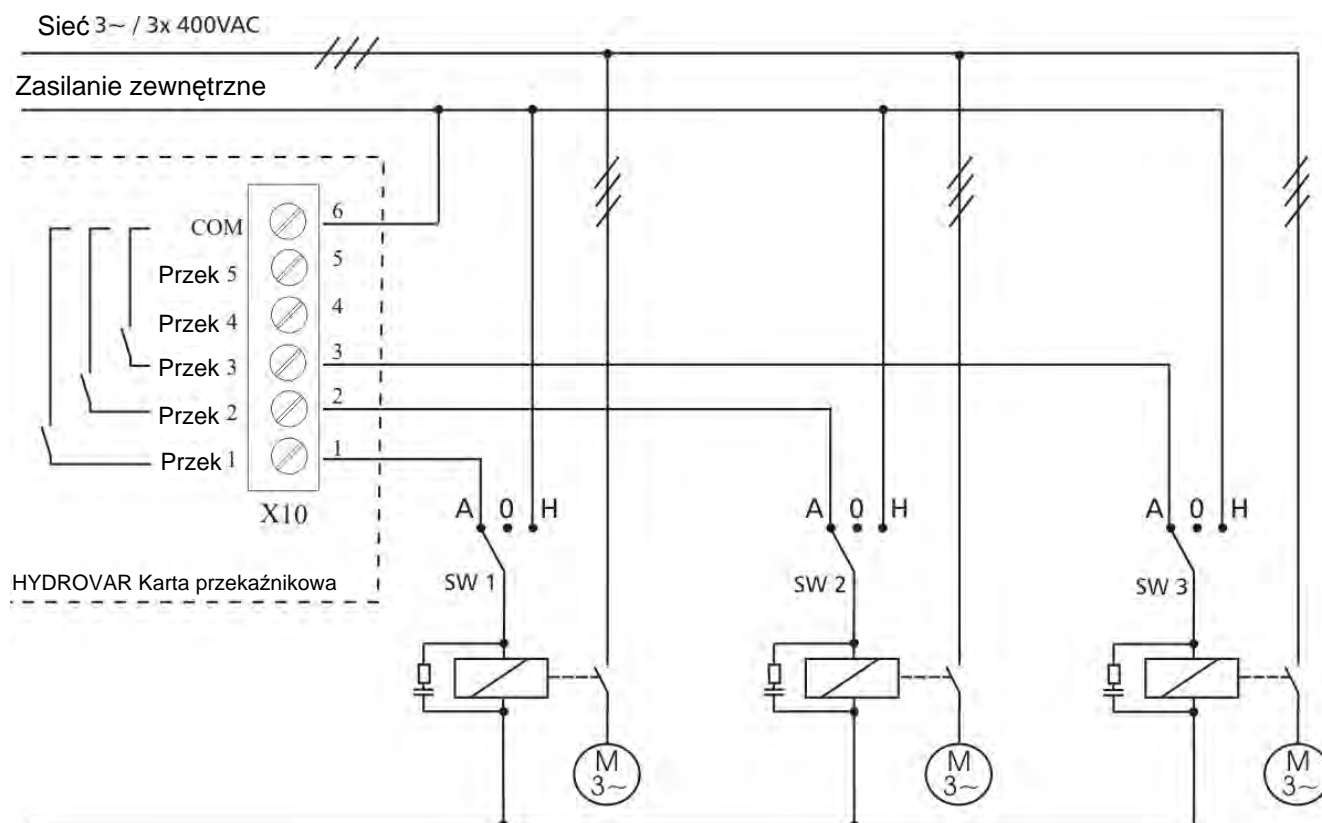 Sieć 3~ / 3x 400VAC
Zasilanie zewnętrzne
COM 6
Przek 5 5
Przek 4 4
Przek 3 3
Przek 2 2
Przek 1 1
X10
A 0 H
A 0 H
A 0 H
SW 1
SW 2
SW 3
HYDROVAR Karta przekaźnikowa
M
3~
M
3~
M
3~